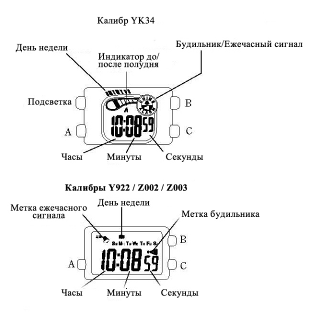 Калибр YK34
День недели
Индикатор до/
после полудня
Будильник/Ежечасный сигнал
Подсветка
A
B
C
A
10:08 59
Часы
Минуты
Секунды
Калибры Y922 / Z002 / Z003
Метка ежечасного
сигнала
День недели
Метка будильника
Su Mo Tu We Th Fr Sa
10:08 59
A
B
C
Часы
Минуты
Секунды